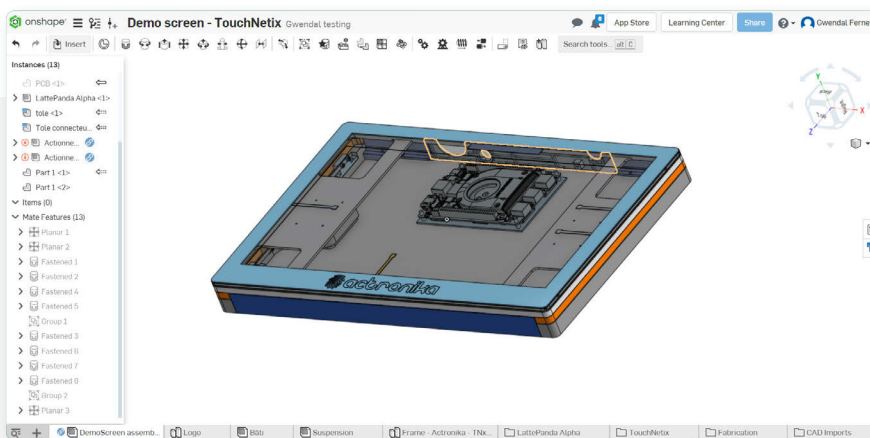 onshape Demo screen - TouchNetix Gwendal testing App Store Learning Center Share Gwendal Ferne
Insert Search tools... alt C
Instances (13)
PCB <1>
LattePanda Alpha <1>
tole <1>
Tole connecteu...
Actionne...
Actionne...
Part 1 <1>
Part 1 <2>
Items (0)
Mate Features (13)
Planar 1
Planar 2
Fastened 1
Fastened 2
Fastened 4
Fastened 5
Group 1
Fastened 3
Fastened 6
Fastened 7
Fastened 8
Group 2
Planar 3
Y
X
Z
actronika
DemoScreen assemb... Logo Bâti Suspension Frame - Actronika - TNx... LattePanda Alpha TouchNetix Fabrication CAD Imports